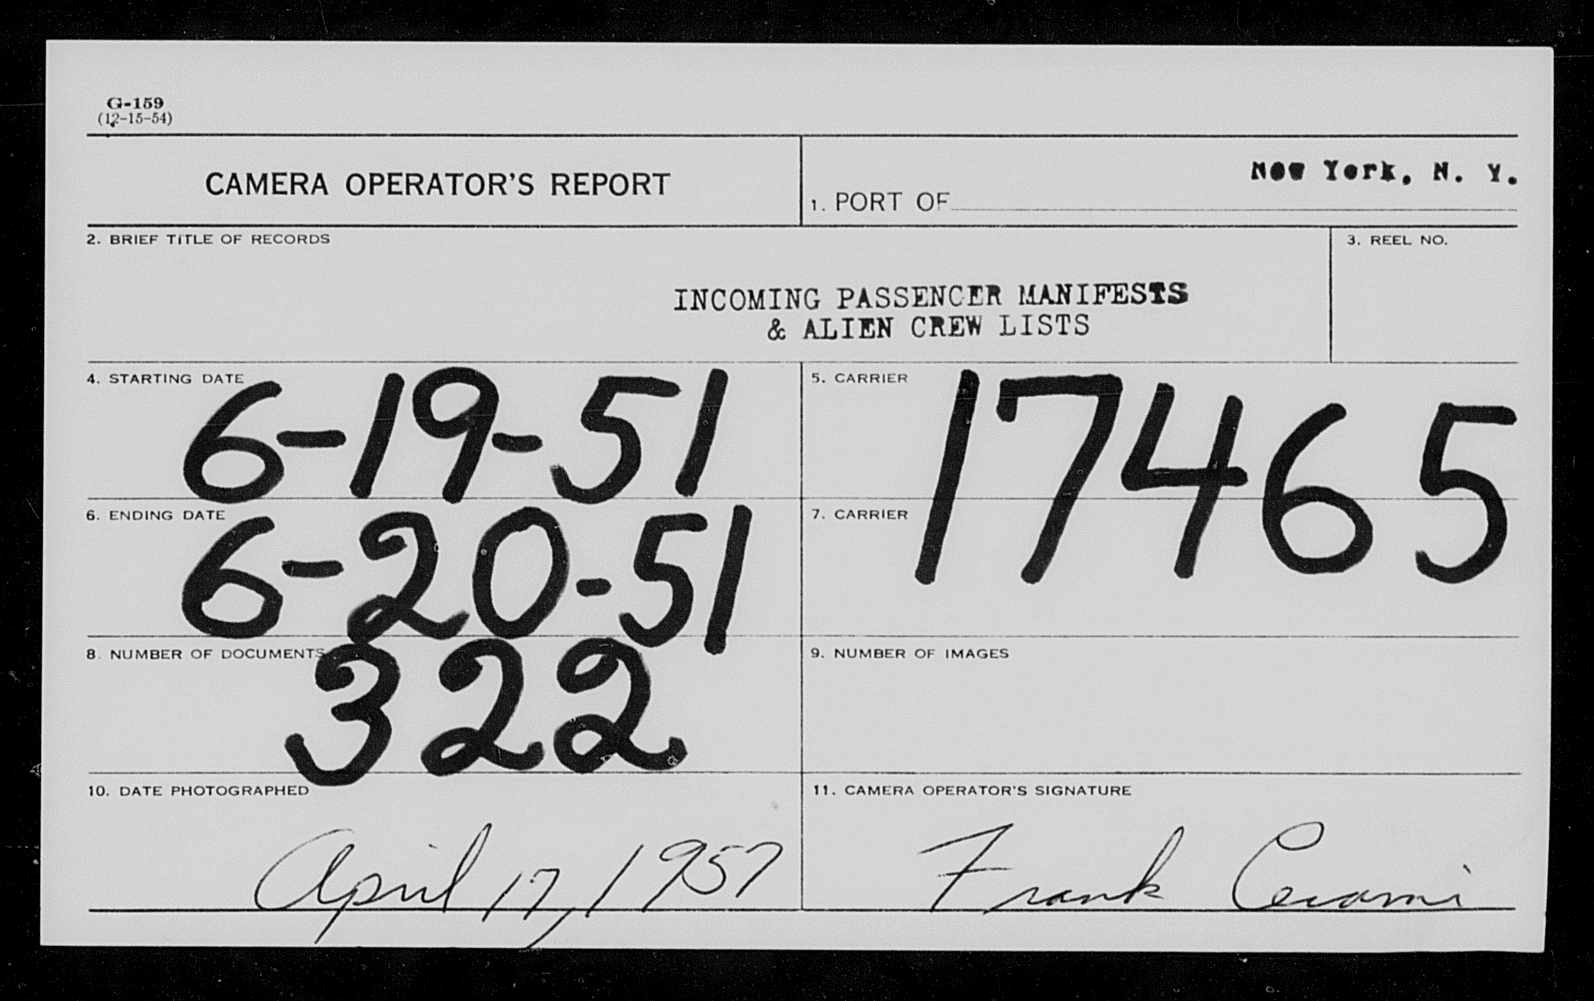 G-159
(12-15-54)
CAMERA OPERATOR'S REPORT
New York, N. Y.
1. PORT OF
2. BRIEF TITLE OF RECORDS
3. REEL NO.
INCOMING PASSENGER MANIFESTS
& ALIEN CREW LISTS
4. STARTING DATE
6-19-51
5. CARRIER
17465
6. ENDING DATE
6-20-51
7. CARRIER
8. NUMBER OF DOCUMENTS
322
9. NUMBER OF IMAGES
10. DATE PHOTOGRAPHED
April 17, 1957
11. CAMERA OPERATOR'S SIGNATURE
Frank